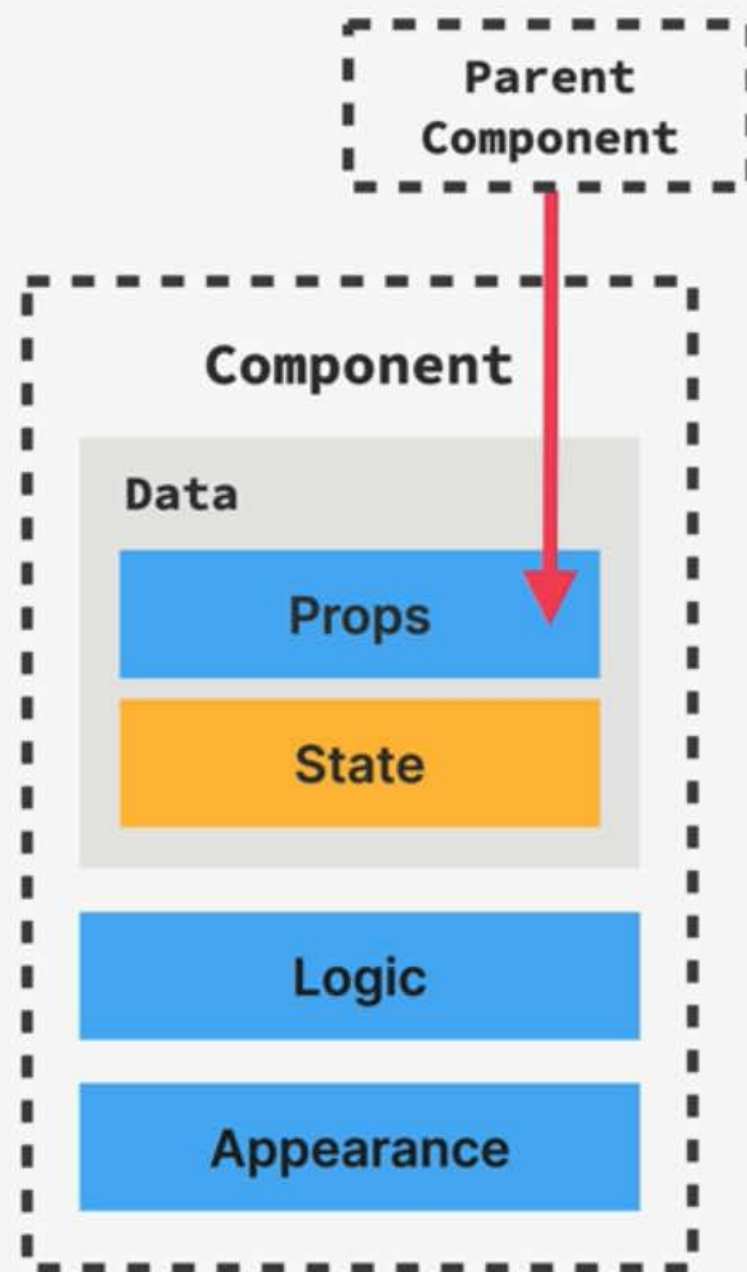 Parent
Component
Component
Data
Props
State
Logic
Appearance